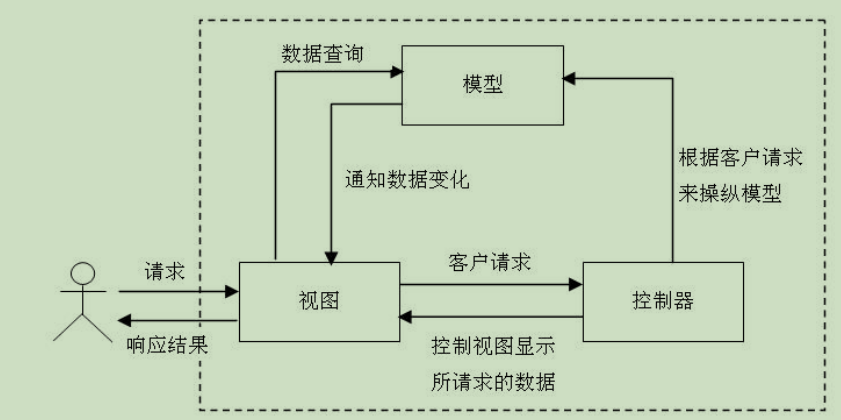 数据查询
模型
通知数据变化
根据客户请求
来操纵模型
请求
视图
客户请求
控制器
响应结果
控制视图显示
所请求的数据